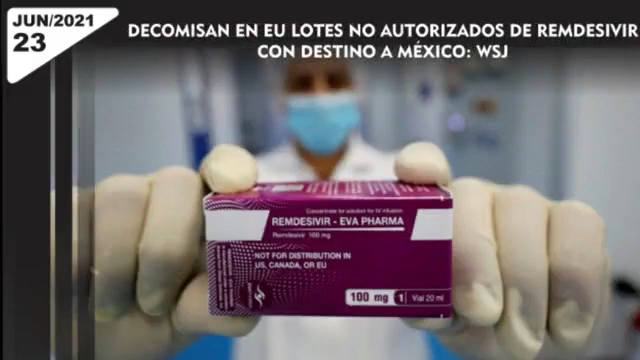 JUN/2021
23
DECOMISAN EN EU LOTES NO AUTORIZADOS DE REMDESIVIR
CON DESTINO A MÉXICO: WSJ
Concentrate for solution for IV infusion
REMDESIVIR - EVA PHARMA
Remdesivir 100 mg
NOT FOR DISTRIBUTION IN
US, CANADA, OR EU
100 mg 1 Vial 20 ml